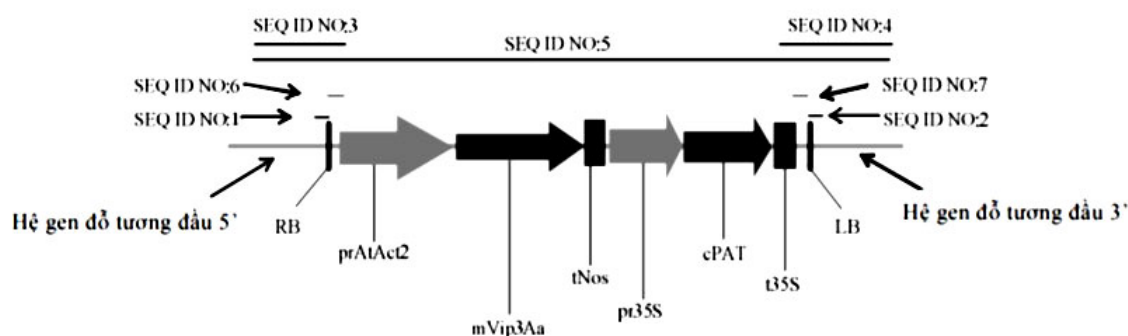 SEQ ID NO:3
SEQ ID NO:4
SEQ ID NO:5
SEQ ID NO:6
SEQ ID NO:7
SEQ ID NO:1
SEQ ID NO:2
Hệ gen đỗ tương đầu 5`
RB
LB
Hệ gen đỗ tương đầu 3`
prAtAct2
cPAT
tNos
t35S
pr35S
mVip3Aa